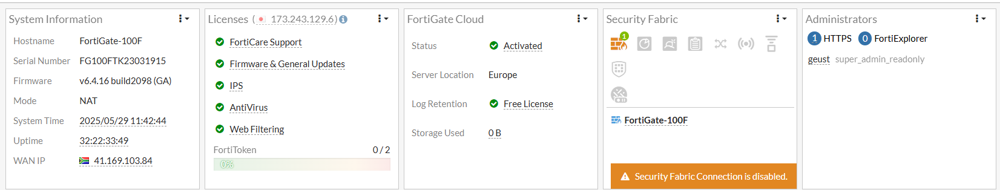 System Information
Hostname FortiGate-100F
Serial Number FG100FTK23031915
Firmware v6.4.16 build2098 (GA)
Mode NAT
System Time 2025/05/29 11:42:44
Uptime 32:22:33:49
WAN IP 41.169.103.84
Licenses (173.243.129.6)
FortiCare Support
Firmware & General Updates
IPS
AntiVirus
Web Filtering
FortiToken 0 / 2
0%
FortiGate Cloud
Status Activated
Server Location Europe
Log Retention Free License
Storage Used 0 B
Security Fabric
1
FortiGate-100F
Security Fabric Connection is disabled.
Administrators
1 HTTPS 0 FortiExplorer
geust super_admin_readonly